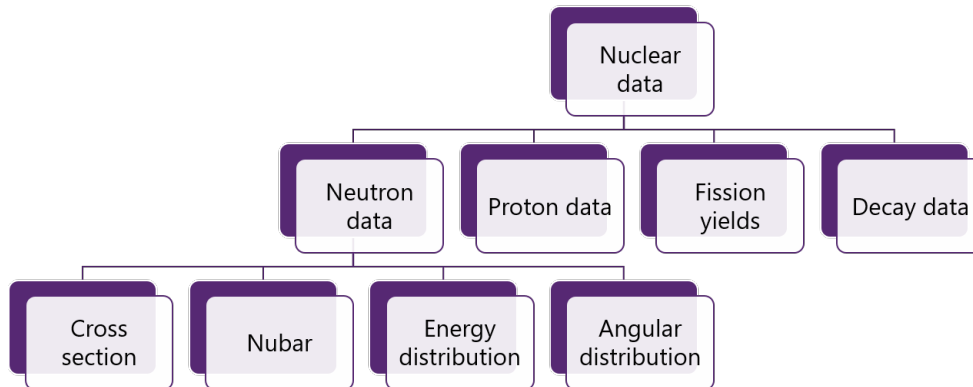 Nuclear
data
Neutron
data
Proton data
Fission
yields
Decay data
Cross
section
Nubar
Energy
distribution
Angular
distribution